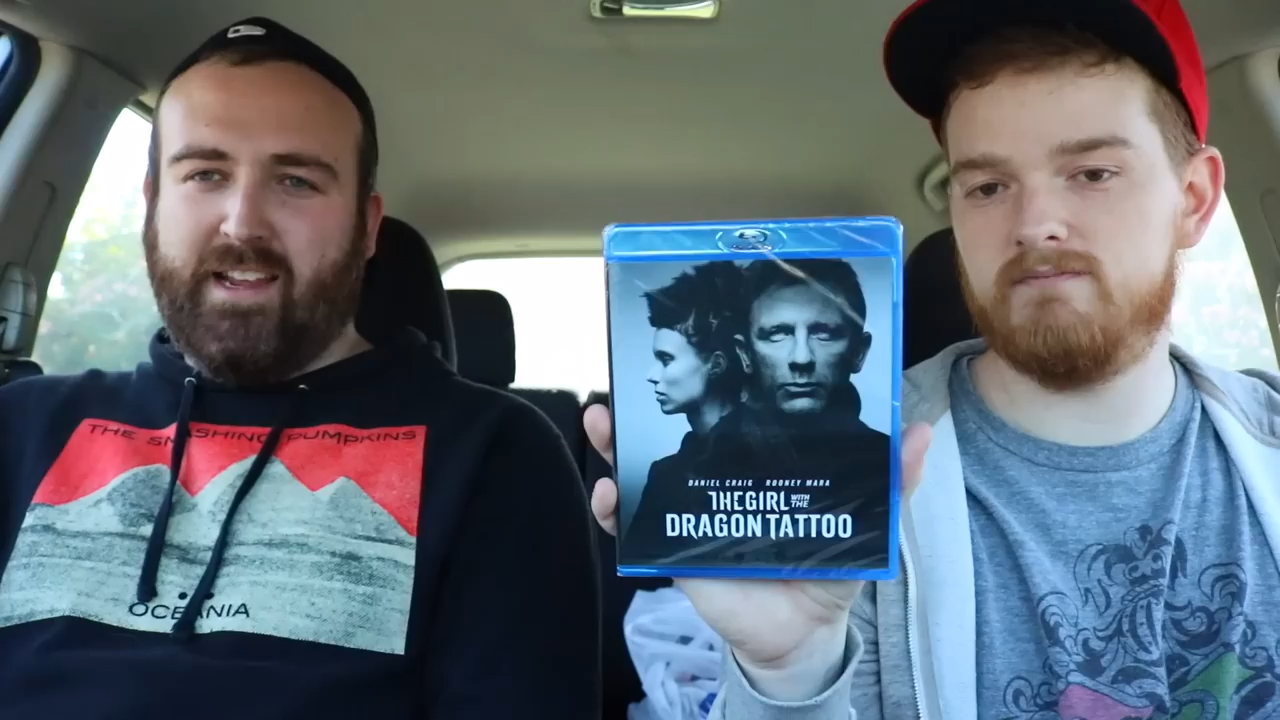 THE SMASHING PUMPKINS
OCEANIA
DANIEL CRAIG ROONEY MARA
THE GIRL WITH THE
DRAGON TATTOO